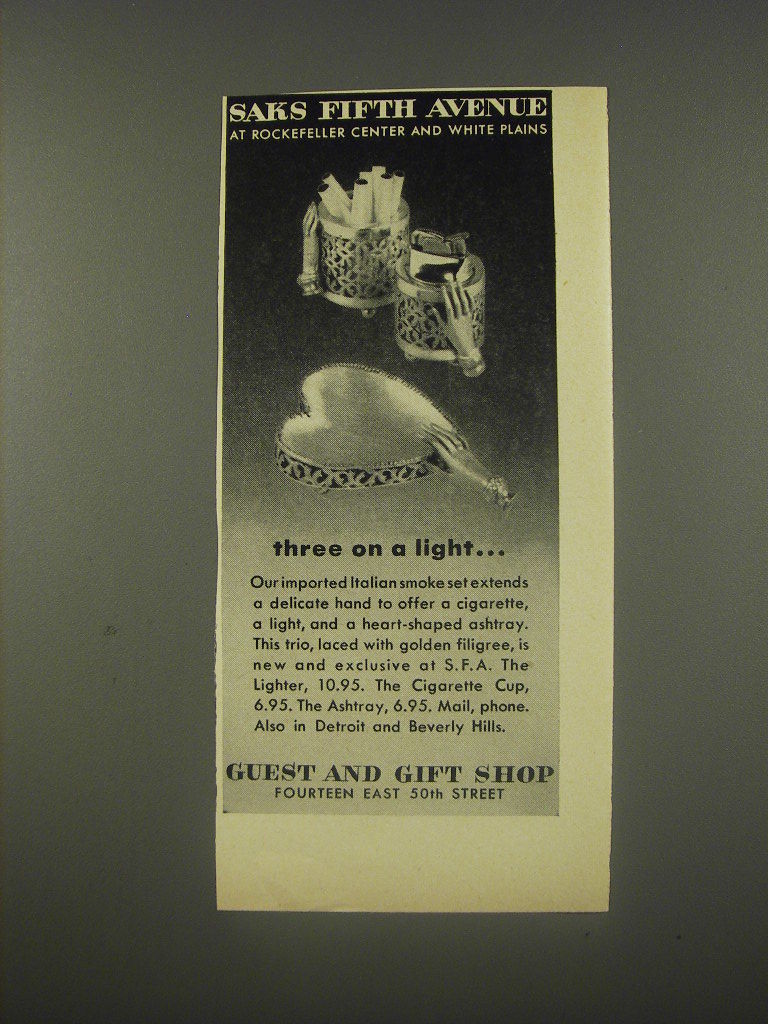 SAKS FIFTH AVENUE
AT ROCKEFELLER CENTER AND WHITE PLAINS
three on a light...
Our imported Italian smoke set extends
a delicate hand to offer a cigarette,
a light, and a heart-shaped ashtray.
This trio, laced with golden filigree, is
new and exclusive at S.F.A. The
Lighter, 10.95. The Cigarette Cup,
6.95. The Ashtray, 6.95. Mail, phone.
Also in Detroit and Beverly Hills.
GUEST AND GIFT SHOP
FOURTEEN EAST 50th STREET